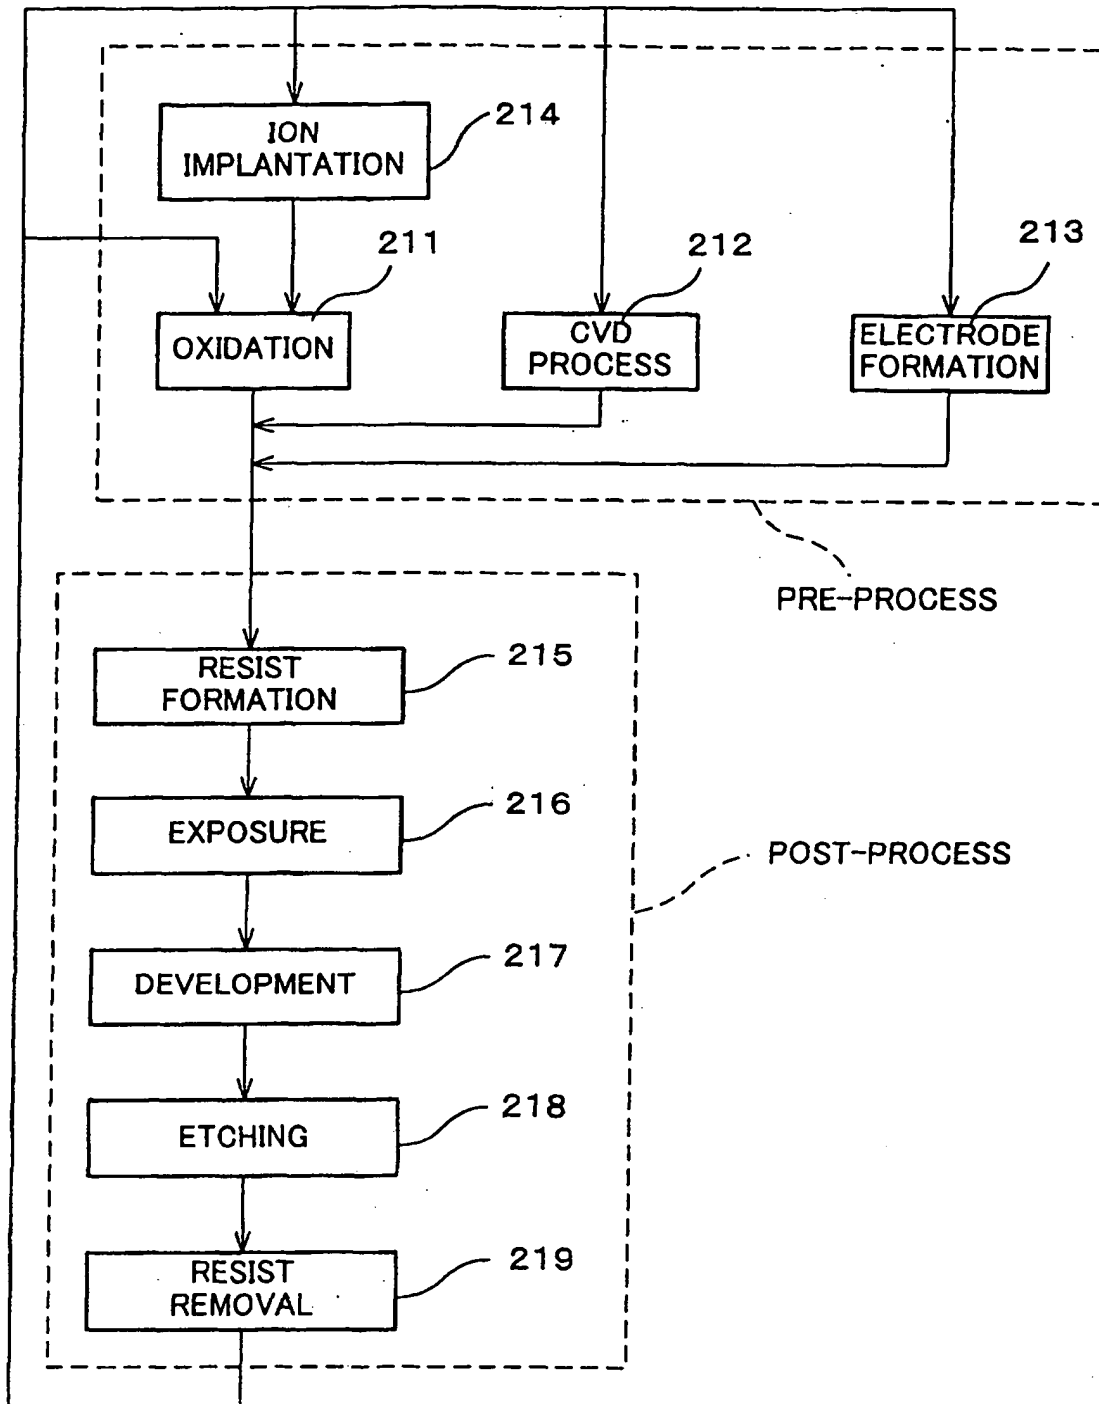 214
ION
IMPLANTATION
211
212
213
OXIDATION
CVD
PROCESS
ELECTRODE
FORMATION
PRE-PROCESS
215
RESIST
FORMATION
216
EXPOSURE
POST-PROCESS
217
DEVELOPMENT
218
ETCHING
219
RESIST
REMOVAL